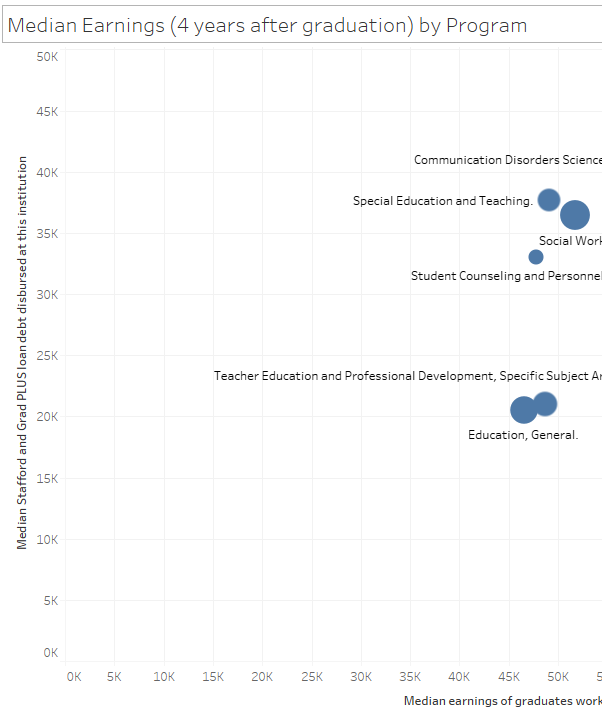 Median Earnings (4 years after graduation) by Program
50K
45K
Communication Disorders Science
40K
Special Education and Teaching.
35K
Social Work
Student Counseling and Personnel
30K
25K
Teacher Education and Professional Development, Specific Subject Ar
20K
Education, General.
15K
10K
5K
0K
Median Stafford and Grad PLUS loan debt disbursed at this institution
0K 5K 10K 15K 20K 25K 30K 35K 40K 45K 50K 5
Median earnings of graduates work